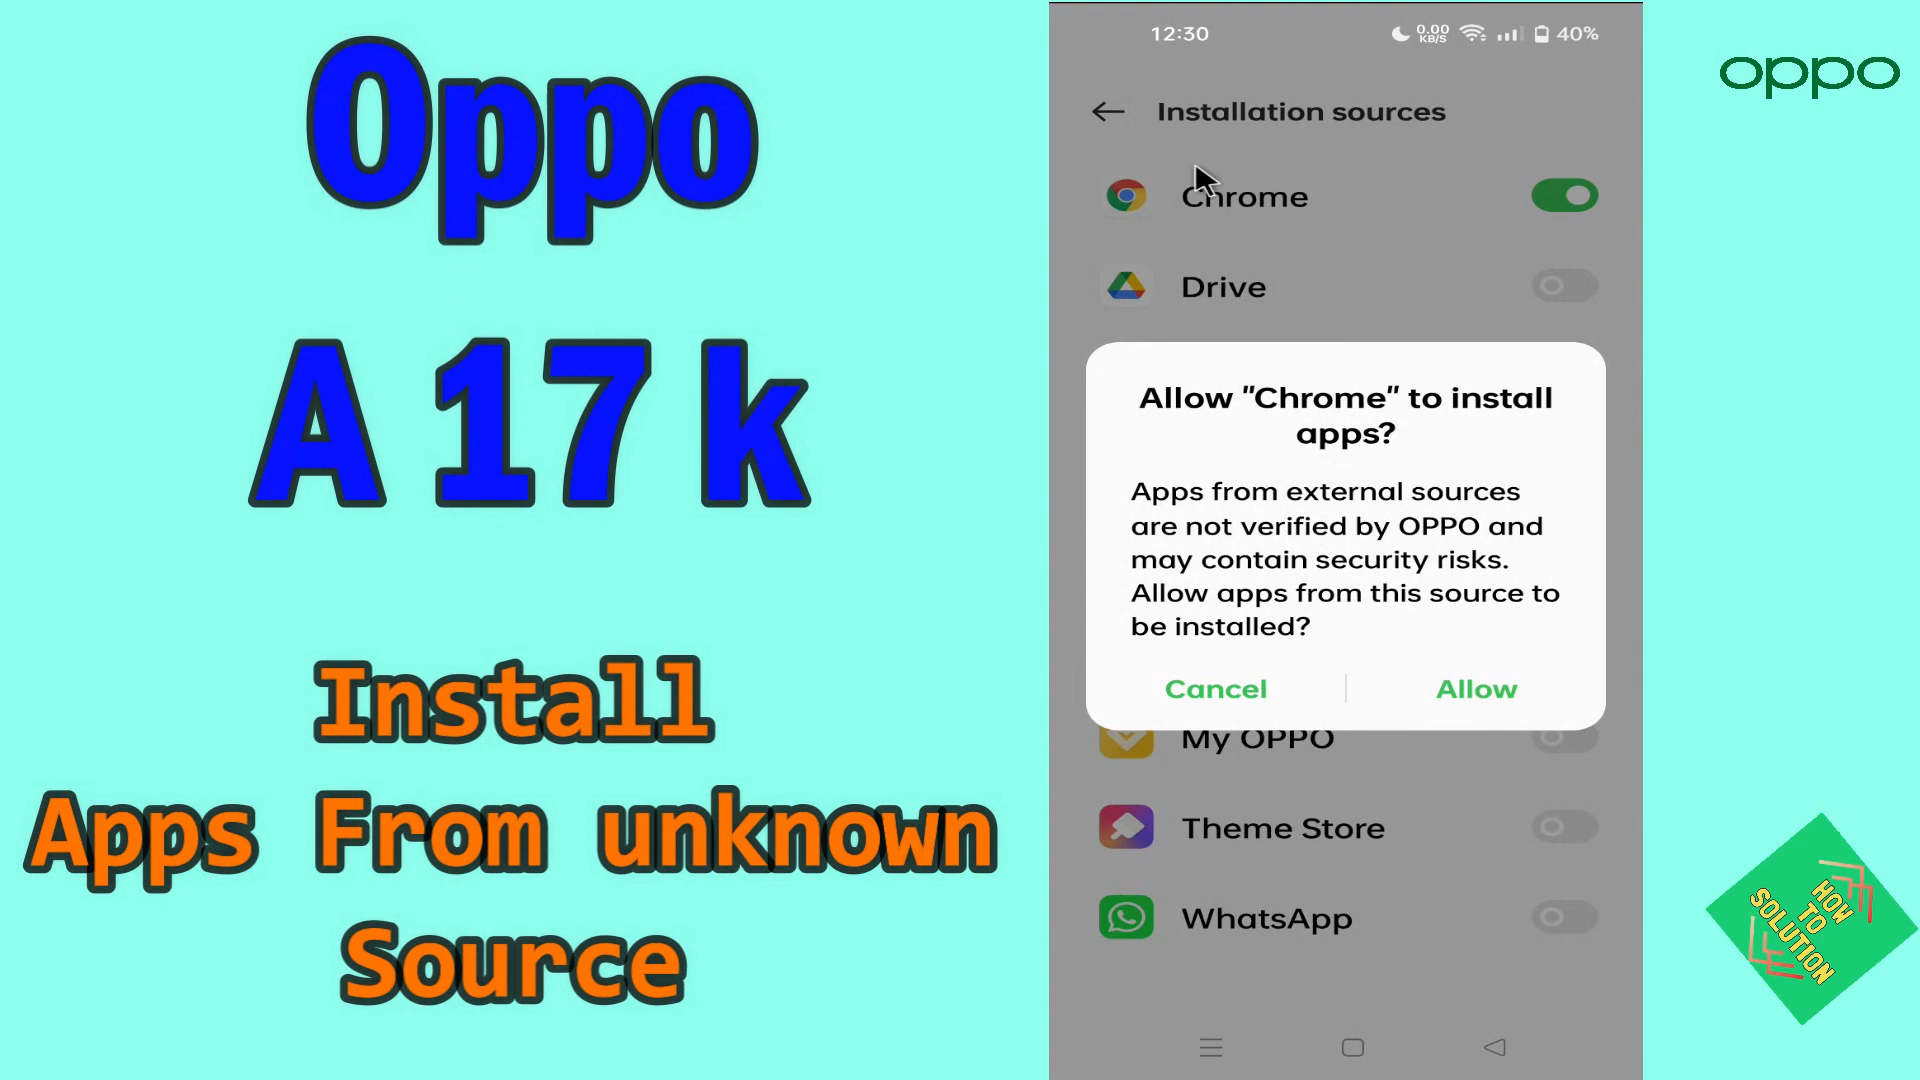 Oppo
A 17 k
Install
Apps From unknown
Source
12:30
0.00
KB/S
40%
Installation sources
Chrome
Drive
Allow "Chrome" to install
apps?
Apps from external sources
are not verified by OPPO and
may contain security risks.
Allow apps from this source to
be installed?
Cancel
Allow
My OPPO
Theme Store
WhatsApp
oppo
HOW
TO
SOLUTION